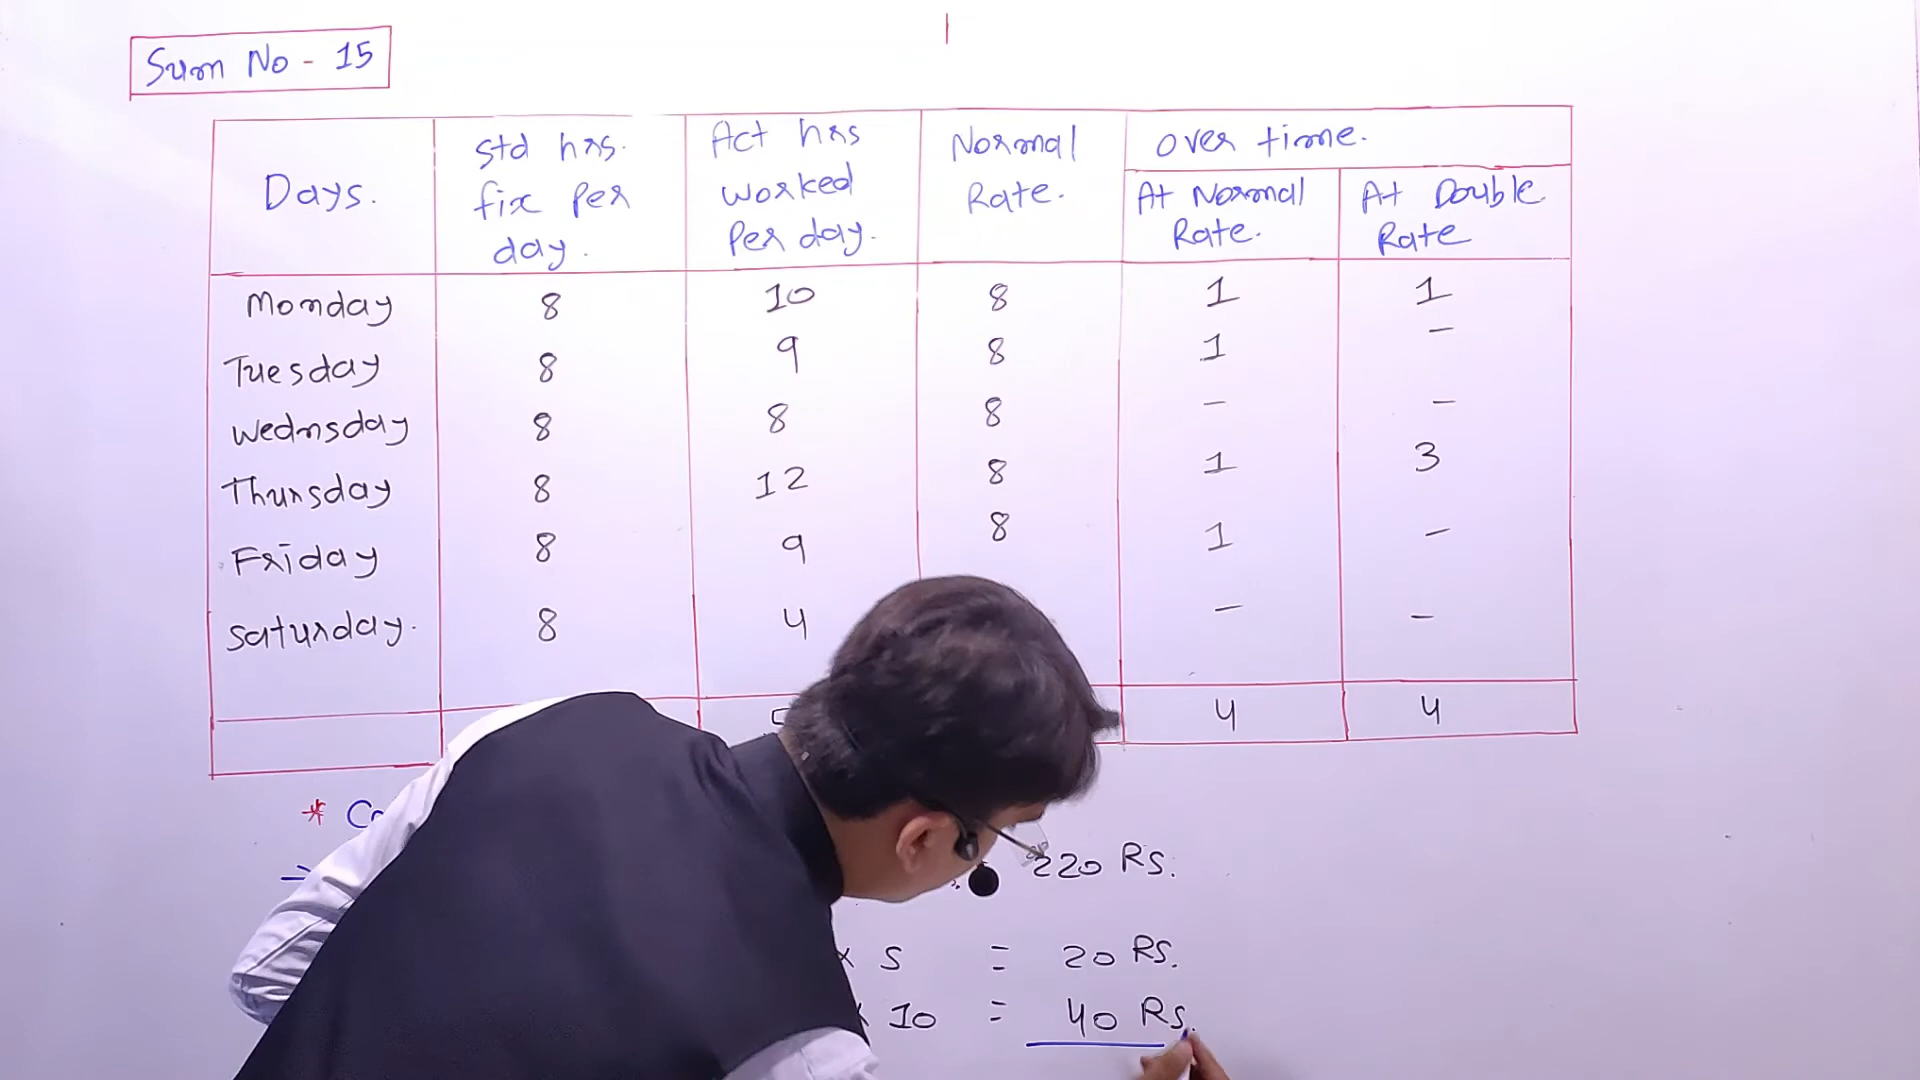 Sum No - 15
Days.
Std hrs.
fix per
day.
Act hrs
worked
Per day.
Normal
Rate.
over time.
At Normal
Rate.
At Double
Rate
Monday 8 10 8 1 1
Tuesday 8 9 8 1 -
Wednsday 8 8 8 - -
Thursday 8 12 8 1 3
Friday 8 9 8 1 -
Saturday. 8 4 - -
4 4
*
220 RS.
x 5 = 20 RS.
x 10 = 40 RS.